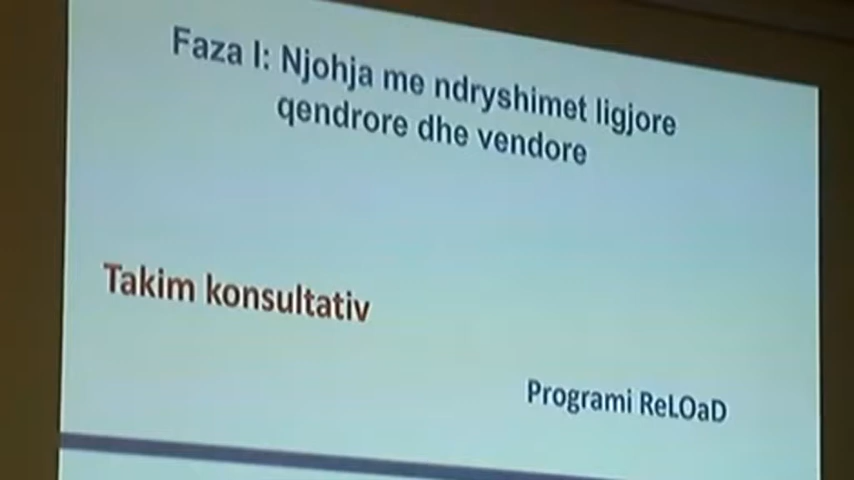 Faza I: Njohja me ndryshimet ligjore
qendrore dhe vendore
Takim konsultativ
Programi ReLOaD